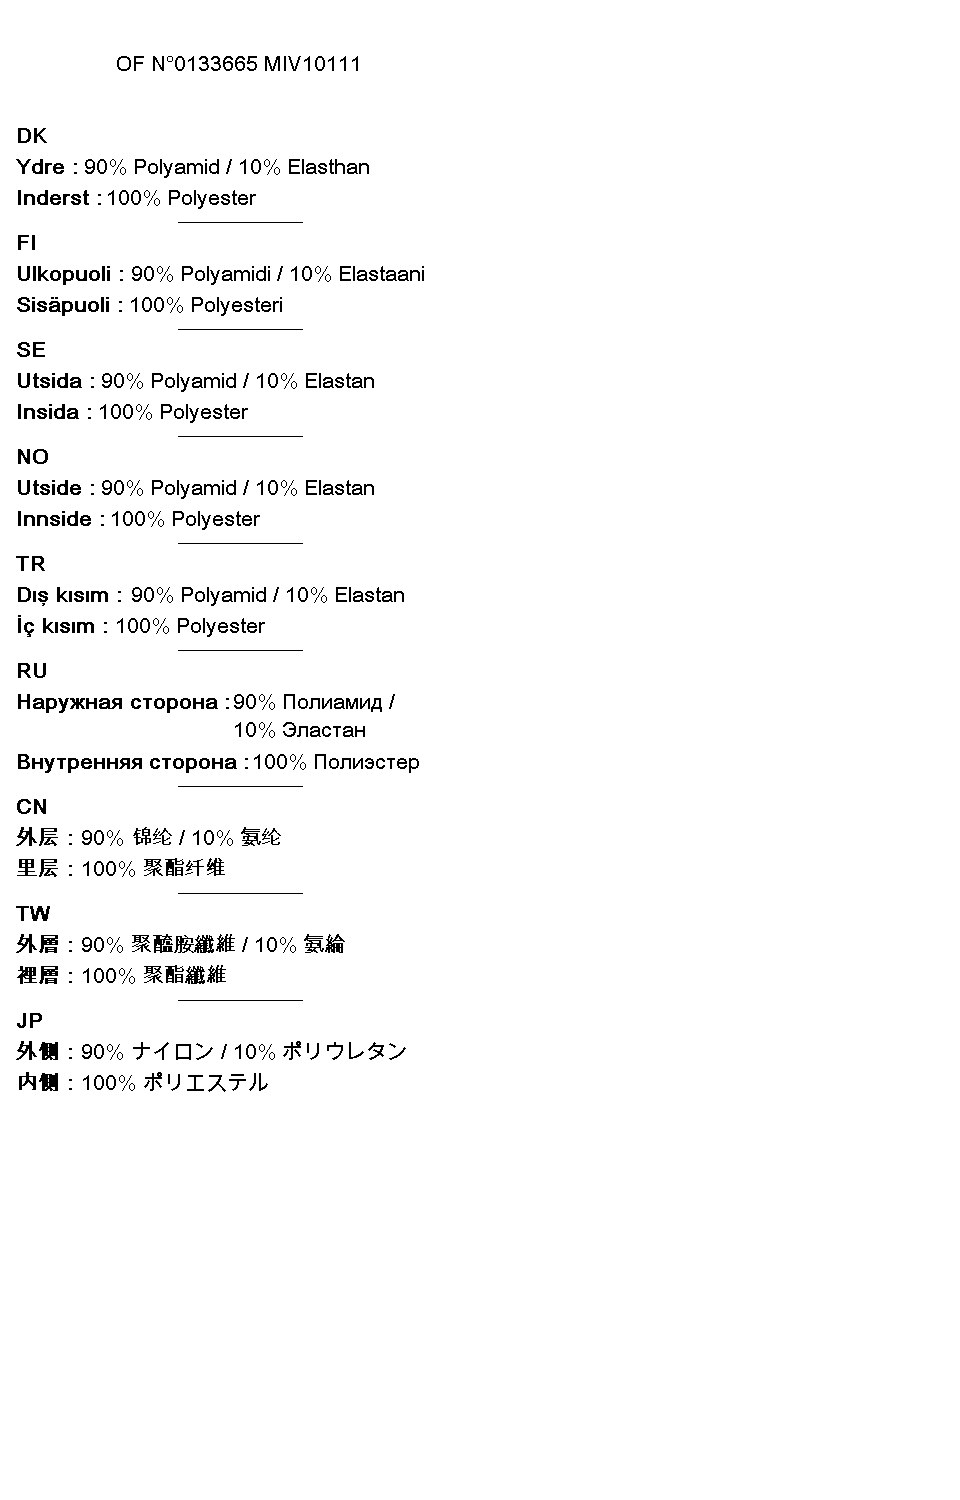 OF N°0133665 MIV10111
DK
Ydre : 90% Polyamid / 10% Elasthan
Inderst : 100% Polyester
FI
Ulkopuoli : 90% Polyamidi / 10% Elastaani
Sisäpuoli : 100% Polyesteri
SE
Utsida : 90% Polyamid / 10% Elastan
Insida : 100% Polyester
NO
Utside : 90% Polyamid / 10% Elastan
Innside : 100% Polyester
TR
Dış kısım : 90% Polyamid / 10% Elastan
İç kısım : 100% Polyester
RU
Наружная сторона : 90% Полиамид /
10% Эластан
Внутренняя сторона : 100% Полиэстер
CN
外层 : 90% 锦纶 / 10% 氨纶
里层 : 100% 聚酯纤维
TW
外層 : 90% 聚醯胺纖維 / 10% 氨綸
裡層 : 100% 聚酯纖維
JP
外側 : 90% ナイロン / 10% ポリウレタン
内側 : 100% ポリエステル